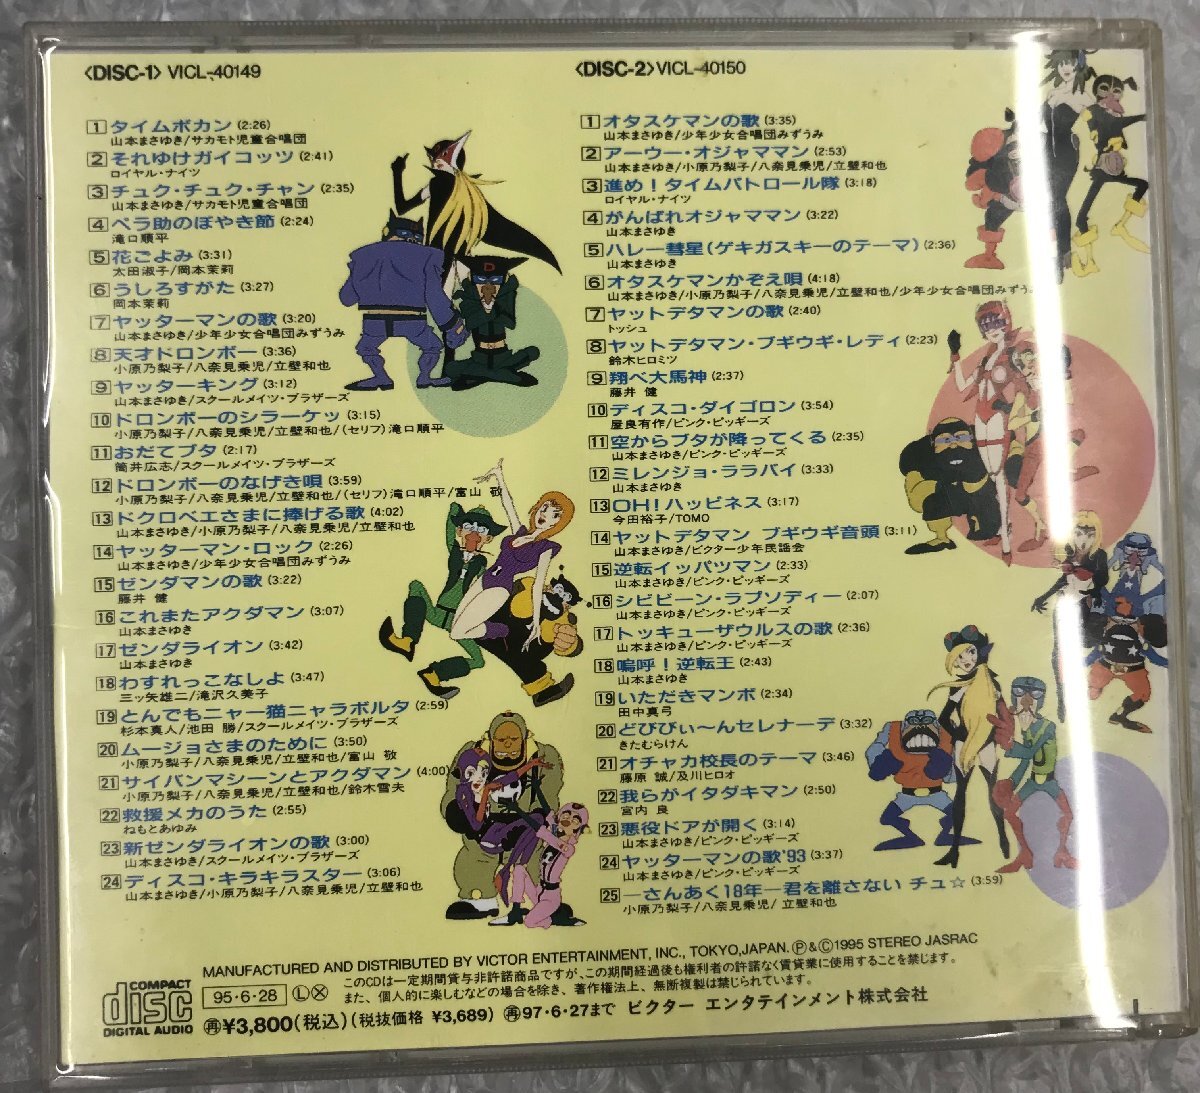 〈DISC-1〉VICL-40149
1 タイムボカン (2:26)
山本まさゆき/サカモト児童合唱団
2 それゆけガイコッツ (2:41)
ロイヤル・ナイツ
3 チュク・チュク・チャン (2:35)
山本まさゆき/サカモト児童合唱団
4 ペラ助のぼやき節 (2:24)
滝口順平
5 花ごよみ (3:31)
太田淑子/岡本茉莉
6 うしろすがた (3:27)
岡本茉莉
7 ヤッターマンの歌 (3:20)
山本まさゆき/少年少女合唱団みずうみ
8 天才ドロンボー (3:36)
小原乃梨子/八奈見乗児/立壁和也
9 ヤッターキング (3:12)
山本まさゆき/スクールメイツ・ブラザーズ
10 ドロンボーのシラーケッ (3:15)
小原乃梨子/八奈見乗児/立壁和也/(セリフ)滝口順平
11 おだてブタ (2:17)
筒井広志/スクールメイツ・ブラザーズ
12 ドロンボーのなげき唄 (3:59)
小原乃梨子/八奈見乗児/立壁和也/(セリフ)滝口順平/富山 敬
13 ドクロベエさまに捧げる歌 (4:02)
山本まさゆき/小原乃梨子/八奈見乗児/立壁和也
14 ヤッターマン・ロック (2:26)
山本まさゆき/少年少女合唱団みずうみ
15 ゼンダマンの歌 (3:22)
藤井 健
16 これまたアクダマン (3:07)
山本まさゆき
17 ゼンダライオン (3:42)
山本まさゆき
18 わすれっこなしよ (3:47)
三ッ矢雄二/滝沢久美子
19 とんでもニャー猫ニャラボルタ (2:59)
杉本真人/池田 勝/スクールメイツ・ブラザーズ
20 ムージョさまのために (3:50)
小原乃梨子/八奈見乗児/立壁和也/富山 敬
21 サイバンマシーンとアクダマン (4:00)
小原乃梨子/八奈見乗児/立壁和也/鈴木雪夫
22 救援メカのうた (2:55)
ねもとあゆみ
23 新ゼンダライオンの歌 (3:00)
山本まさゆき/スクールメイツ・ブラザーズ
24 ディスコ・キラキラスター (3:06)
山本まさゆき/小原乃梨子/八奈見乗児/立壁和也
〈DISC-2〉VICL-40150
1 オタスケマンの歌 (3:35)
山本まさゆき/少年少女合唱団みずうみ
2 アーウー・オジャママン (2:53)
山本まさゆき/小原乃梨子/八奈見乗児/立壁和也
3 進め!タイムパトロール隊 (3:18)
ロイヤル・ナイツ
4 がんばれオジャママン (3:22)
山本まさゆき
5 ハレー彗星(ゲキガスキーのテーマ) (2:36)
山本まさゆき
6 オタスケマンかぞえ唄 (4:18)
山本まさゆき/小原乃梨子/八奈見乗児/立壁和也/少年少女合唱団みずうみ
7 ヤットデタマンの歌 (2:40)
トッシュ
8 ヤットデタマン・ブギウギ・レディ (2:23)
鈴木ヒロミツ
9 翔べ大馬神 (2:37)
藤井 健
10 ディスコ・ダイゴロン (3:54)
屋良有作/ピンク・ピッギーズ
11 空からブタが降ってくる (2:35)
山本まさゆき/ピンク・ピッギーズ
12 ミレンジョ・ララバイ (3:33)
山本まさゆき
13 OH!ハッピネス (3:17)
今田裕子/TOMO
14 ヤットデタマン ブギウギ音頭 (3:11)
山本まさゆき/ビクター少年民謡会
15 逆転イッパツマン (2:33)
山本まさゆき/ピンク・ピッギーズ
16 シビビーン・ラプソディー (2:07)
山本まさゆき/ピンク・ピッギーズ
17 トッキューザウルスの歌 (2:36)
山本まさゆき/ピンク・ピッギーズ
18 嗚呼!逆転王 (2:43)
山本まさゆき
19 いただきマンボ (2:34)
田中真弓
20 どびびぃ〜んセレナーデ (3:32)
きたむらけん
21 オチャカ校長のテーマ (3:46)
藤原 誠/及川ヒロオ
22 我らがイタダキマン (2:50)
宮内 良
23 悪役ドアが開く (3:14)
山本まさゆき/ピンク・ピッギーズ
24 ヤッターマンの歌'93 (3:37)
山本まさゆき/ピンク・ピッギーズ
25 ―さんあく18年―君を離さない チュ☆ (3:59)
小原乃梨子/八奈見乗児/立壁和也
MANUFACTURED AND DISTRIBUTED BY VICTOR ENTERTAINMENT, INC., TOKYO, JAPAN. Ⓟ&Ⓒ1995 STEREO JASRAC
このCDは一定期間貸与非許諾商品ですが、この期間経過後も権利者の許諾なく賃貸業に使用することを禁じます。
また、個人的に楽しむなどの場合を除き、著作権法上、無断複製は禁じられています。
COMPACT disc DIGITAL AUDIO
95・6・28 Ⓛ Ⓧ
㊢¥3,800(税込)(税抜価格 ¥3,689) ㊢97・6・27まで ビクター エンタテインメント株式会社